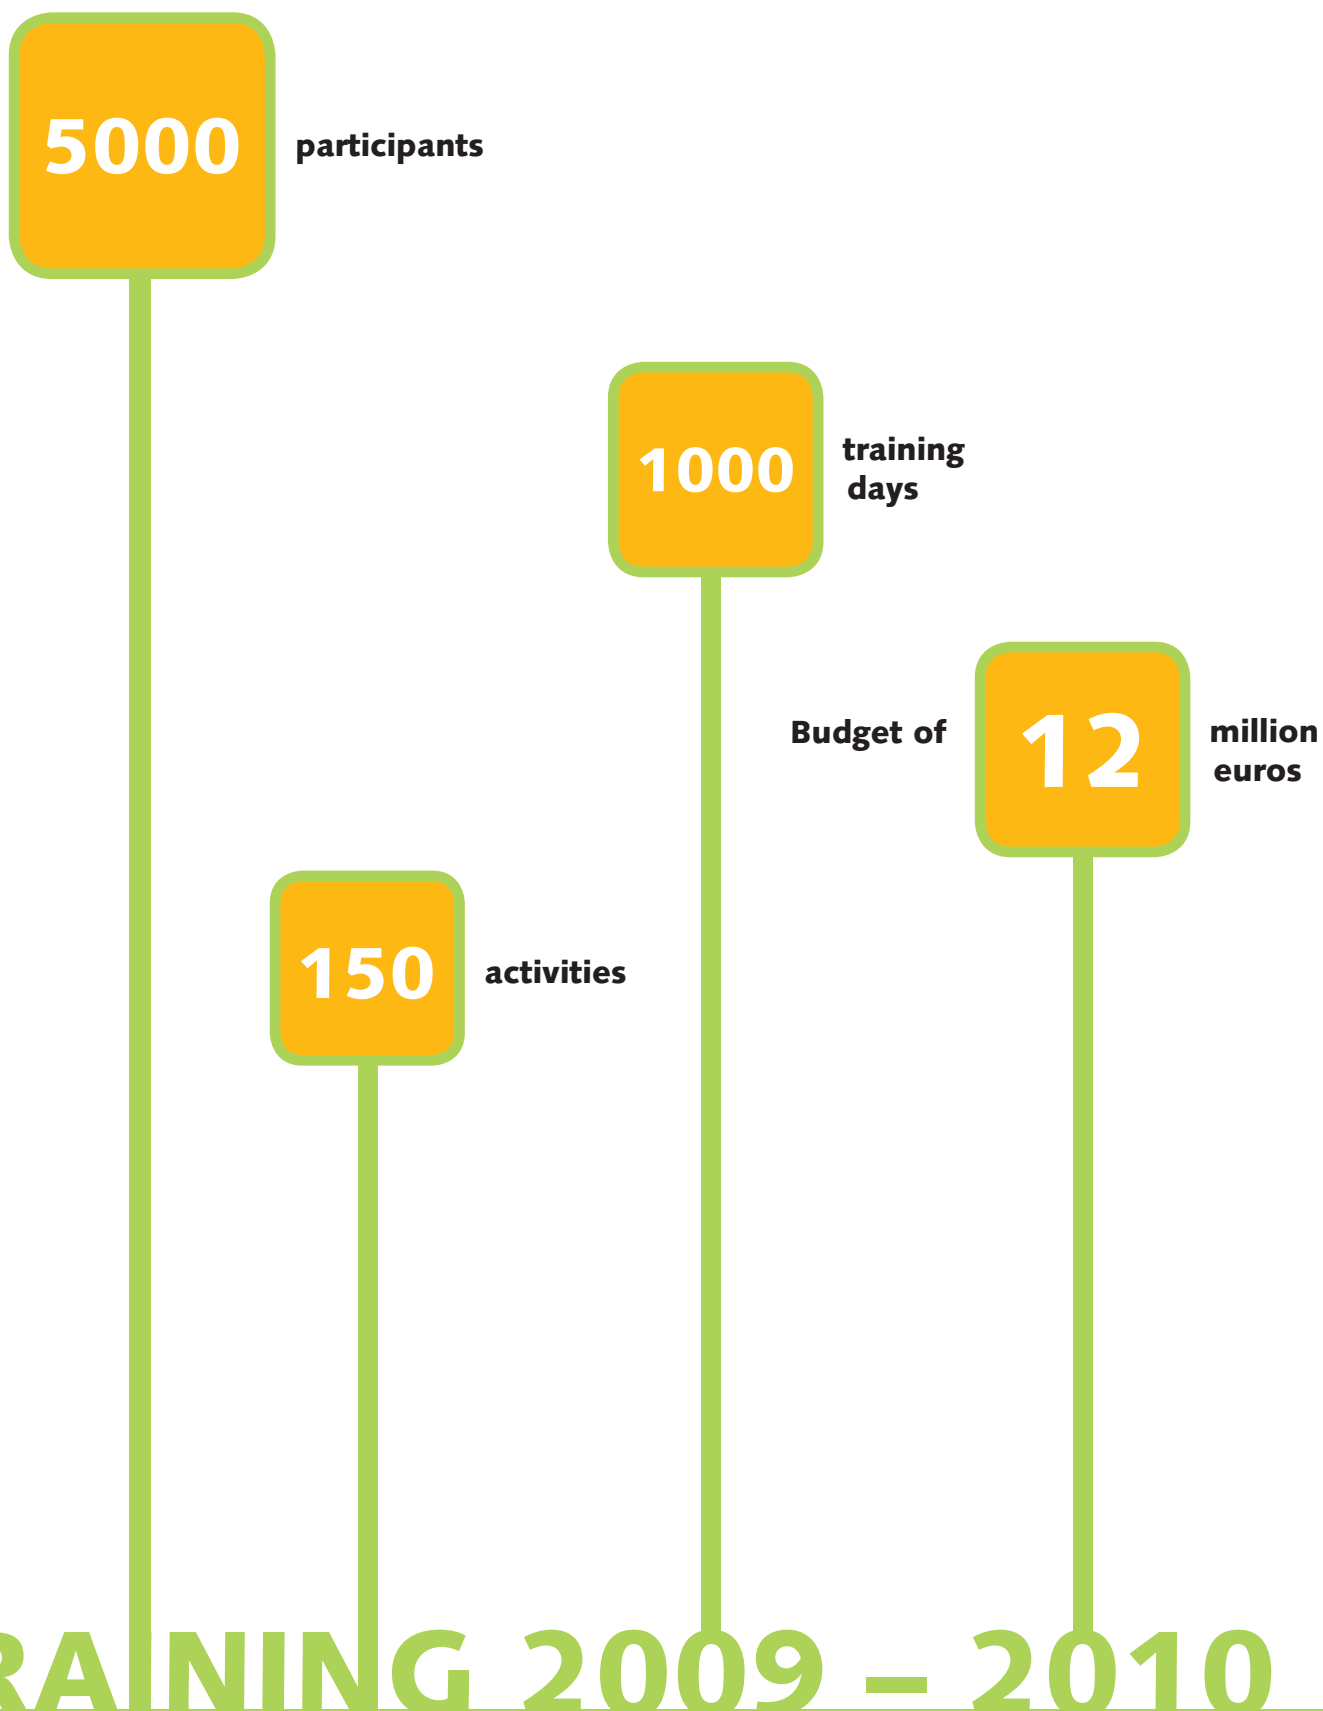 5000 participants
1000 training
days
Budget of 12 million
euros
150 activities
RAINING 2009 – 2010